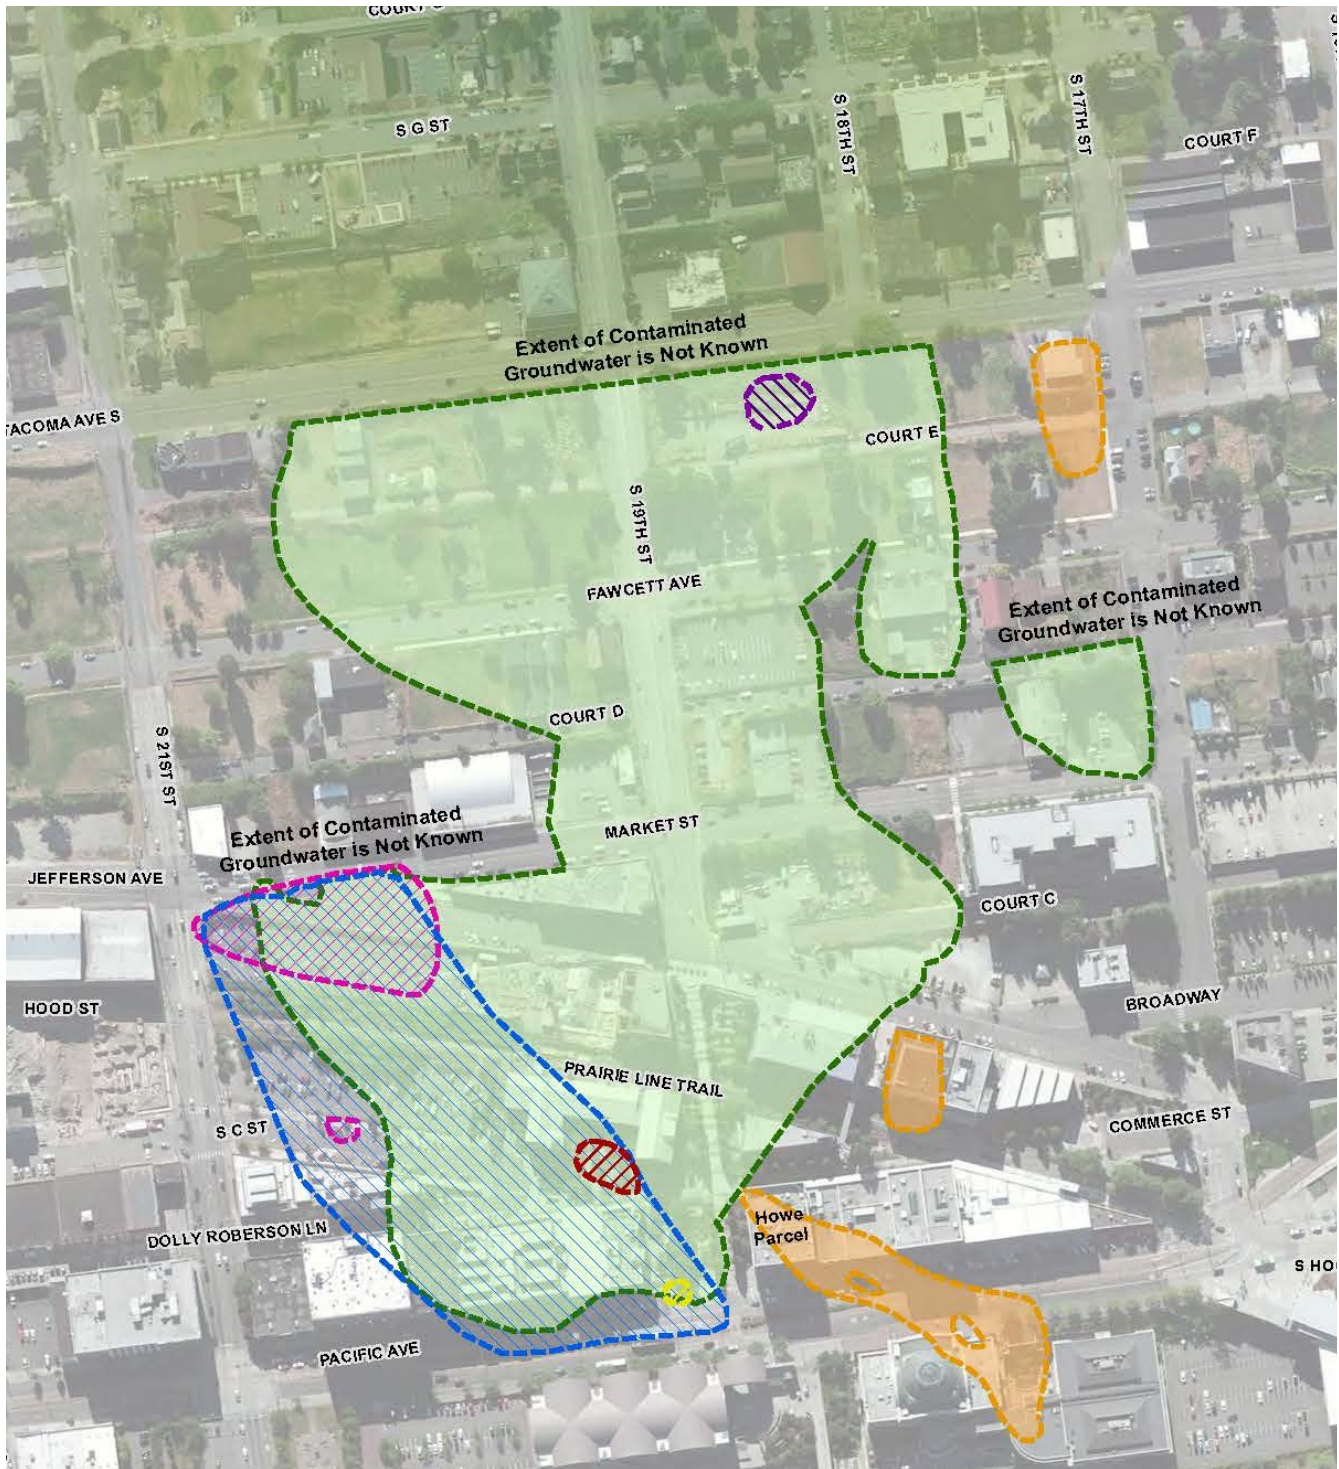 S G ST
S 18TH ST
S 17TH ST
COURT F
Extent of Contaminated
Groundwater is Not Known
TACOMA AVE S
COURT E
S 19TH ST
FAWCETT AVE
Extent of Contaminated
Groundwater is Not Known
COURT D
S 21ST ST
MARKET ST
Extent of Contaminated
Groundwater is Not Known
JEFFERSON AVE
COURT C
HOOD ST
BROADWAY
PRAIRIE LINE TRAIL
S C ST
COMMERCE ST
Howe
Parcel
DOLLY ROBERSON LN
S HO
PACIFIC AVE